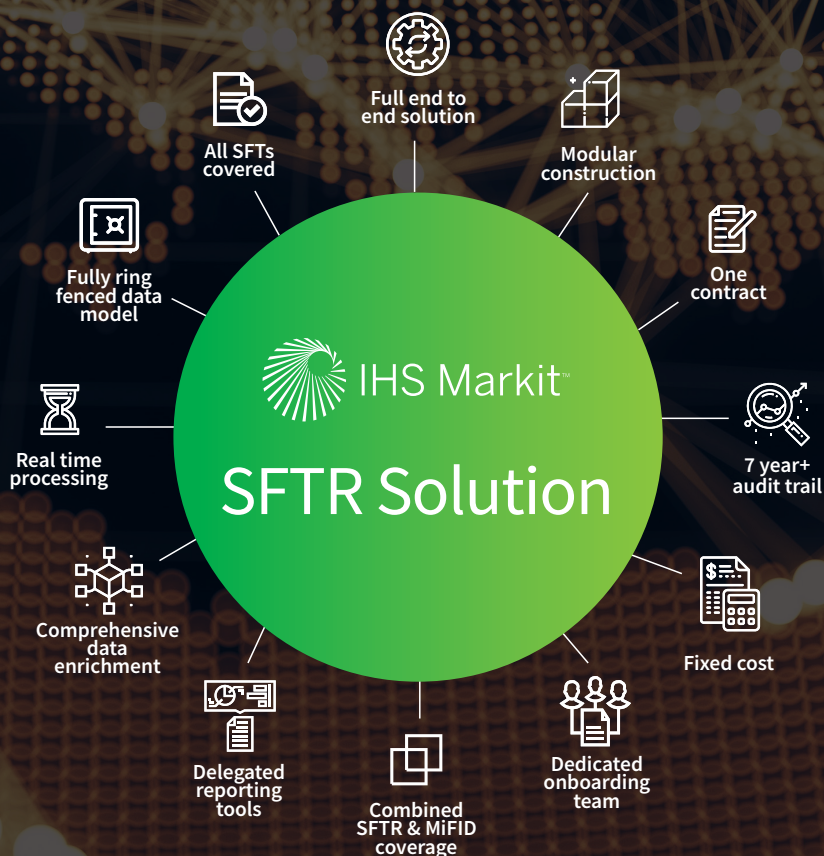 Full end to
end solution
Modular
construction
One
contract
7 year+
audit trail
Fixed cost
Dedicated
onboarding
team
Combined
SFTR & MiFID
coverage
Delegated
reporting
tools
Comprehensive
data
enrichment
Real time
processing
Fully ring
fenced data
model
All SFTs
covered
IHS Markit™
SFTR Solution
$